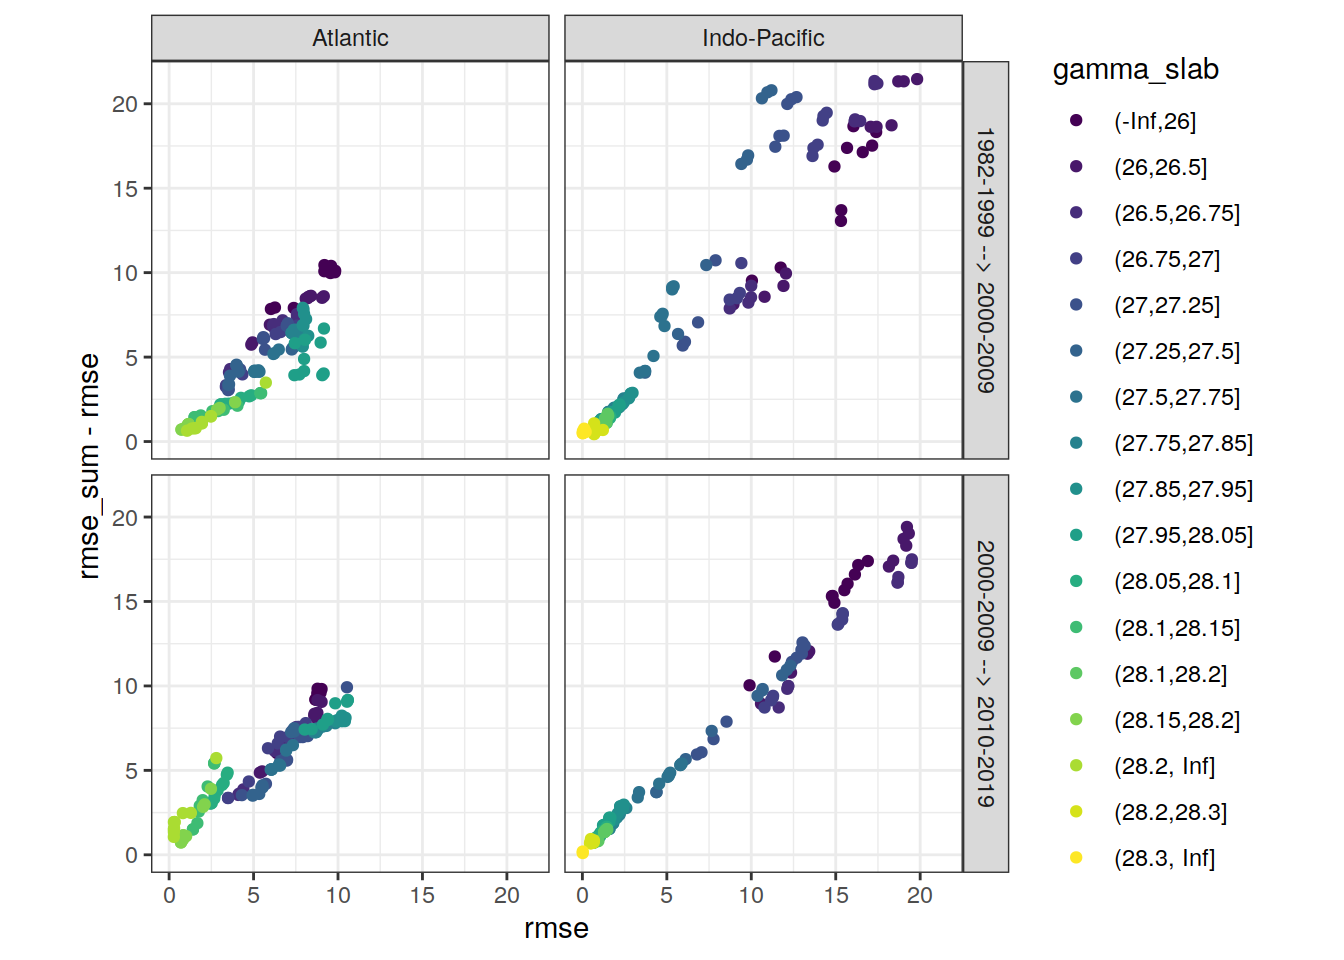 Atlantic
Indo-Pacific
20
15
10
5
0
1982-1999 --> 2000-2009
20
15
10
5
0
2000-2009 --> 2010-2019
0 5 10 15 20
0 5 10 15 20
rmse
rmse_sum - rmse
gamma_slab
(-Inf,26]
(26,26.5]
(26.5,26.75]
(26.75,27]
(27,27.25]
(27.25,27.5]
(27.5,27.75]
(27.75,27.85]
(27.85,27.95]
(27.95,28.05]
(28.05,28.1]
(28.1,28.15]
(28.1,28.2]
(28.15,28.2]
(28.2, Inf]
(28.2,28.3]
(28.3, Inf]